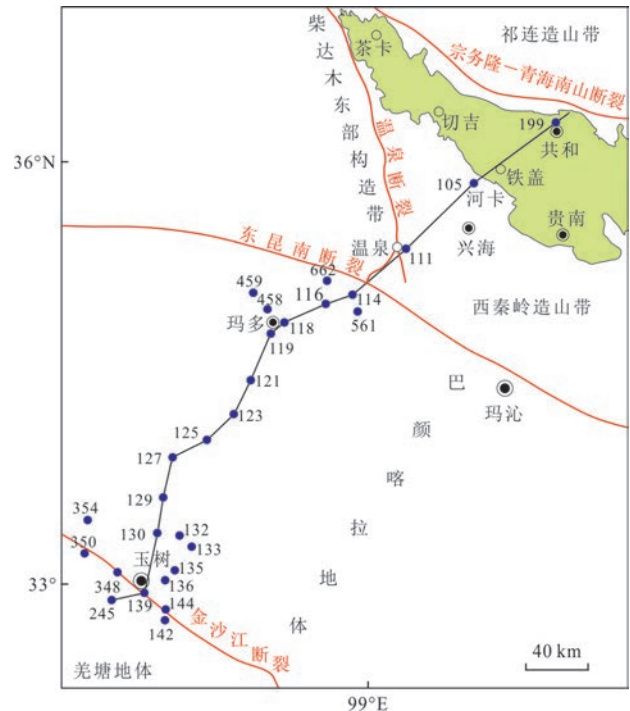 祁连造山带
宗务隆－青海南山断裂
柴达木东部构造带
茶卡
切吉
温泉断裂
199
共和
36°N
105
铁盖
河卡
贵南
兴海
温泉
111
东昆南断裂
662
459
458
116
114
561
西秦岭造山带
玛多
118
119
121
巴颜喀拉地体
玛沁
123
125
127
129
354
130
132
133
350
玉树
135
136
348
139
144
245
142
33°N
金沙江断裂
羌塘地体
40 km
99°E